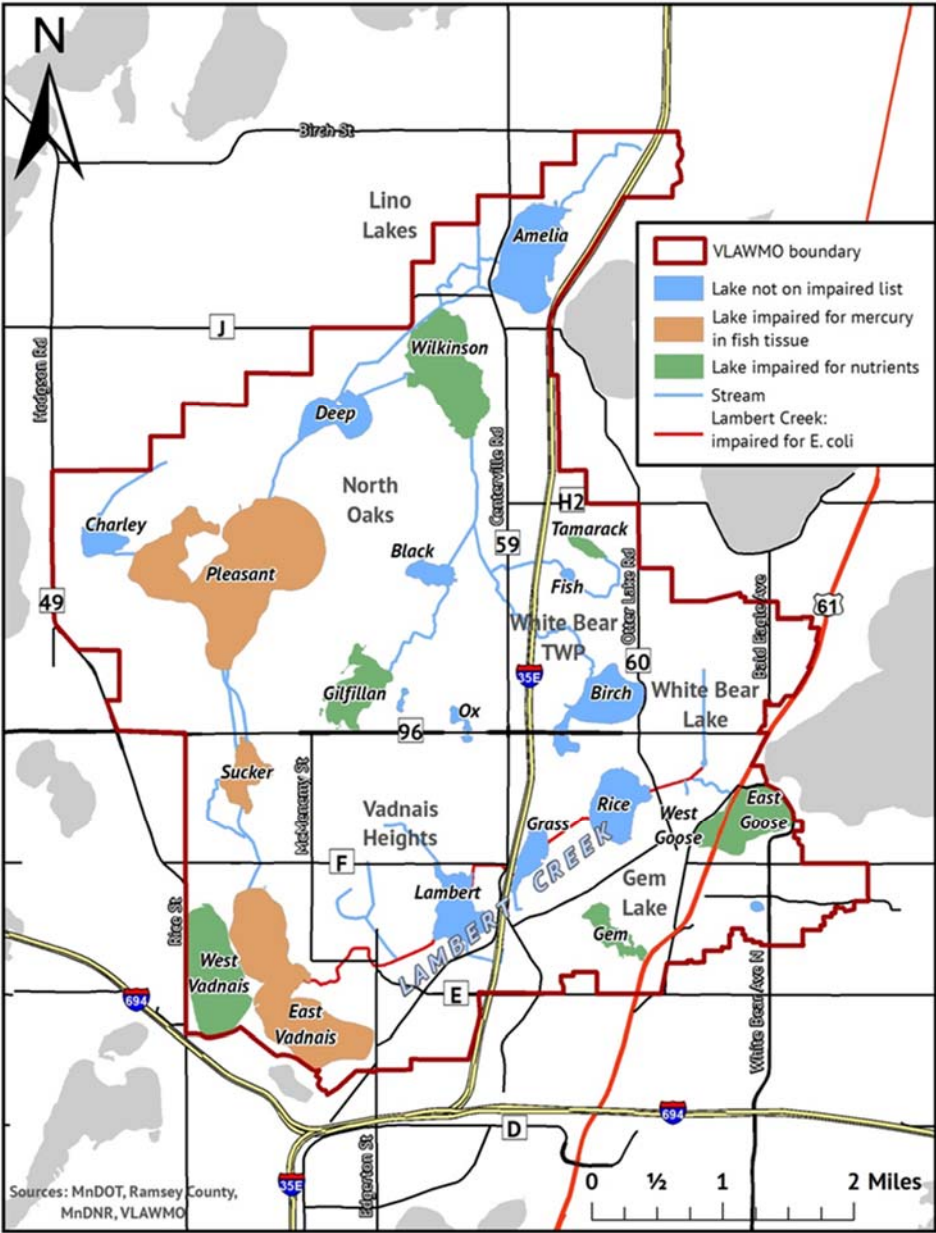 N
Birch St
Lino
Lakes
Amelia
VLAWMO boundary
Lake not on impaired list
Lake impaired for mercury
in fish tissue
Lake impaired for nutrients
Stream
Lambert Creek:
impaired for E. coli
J
Wilkinson
Hodgson Rd
Deep
Centerville Rd
North
Oaks
59
H2
Tamarack
Charley
Black
Pleasant
Fish
Otter Lake Rd
Bald Eagle Ave
61
49
White Bear
TWP
35E
60
Gilfillan
Birch
White Bear
Lake
Ox
96
Sucker
McMenemy St
Vadnais
Heights
Rice
Grass
West
Goose
East
Goose
F
Lambert
LAMBERT CREEK
Gem
Lake
Gem
Rice St
West
Vadnais
East
Vadnais
E
694
White Bear Ave N
D
694
35E
Edgerton St
0 ½ 1 2 Miles
Sources: MnDOT, Ramsey County,
MnDNR, VLAWMO